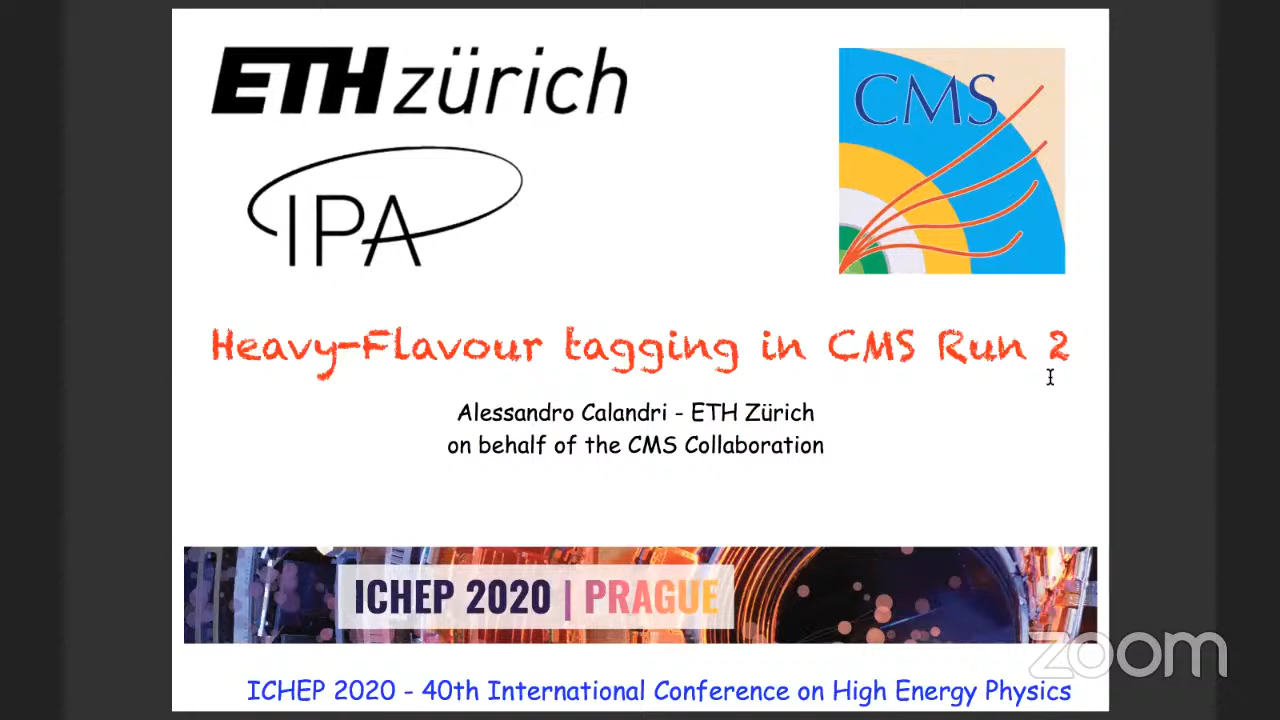 ETH zürich
CMS
IPA
Heavy-Flavour tagging in CMS Run 2
Alessandro Calandri - ETH Zürich
on behalf of the CMS Collaboration
ICHEP 2020 | PRAGUE
zoom
ICHEP 2020 - 40th International Conference on High Energy Physics